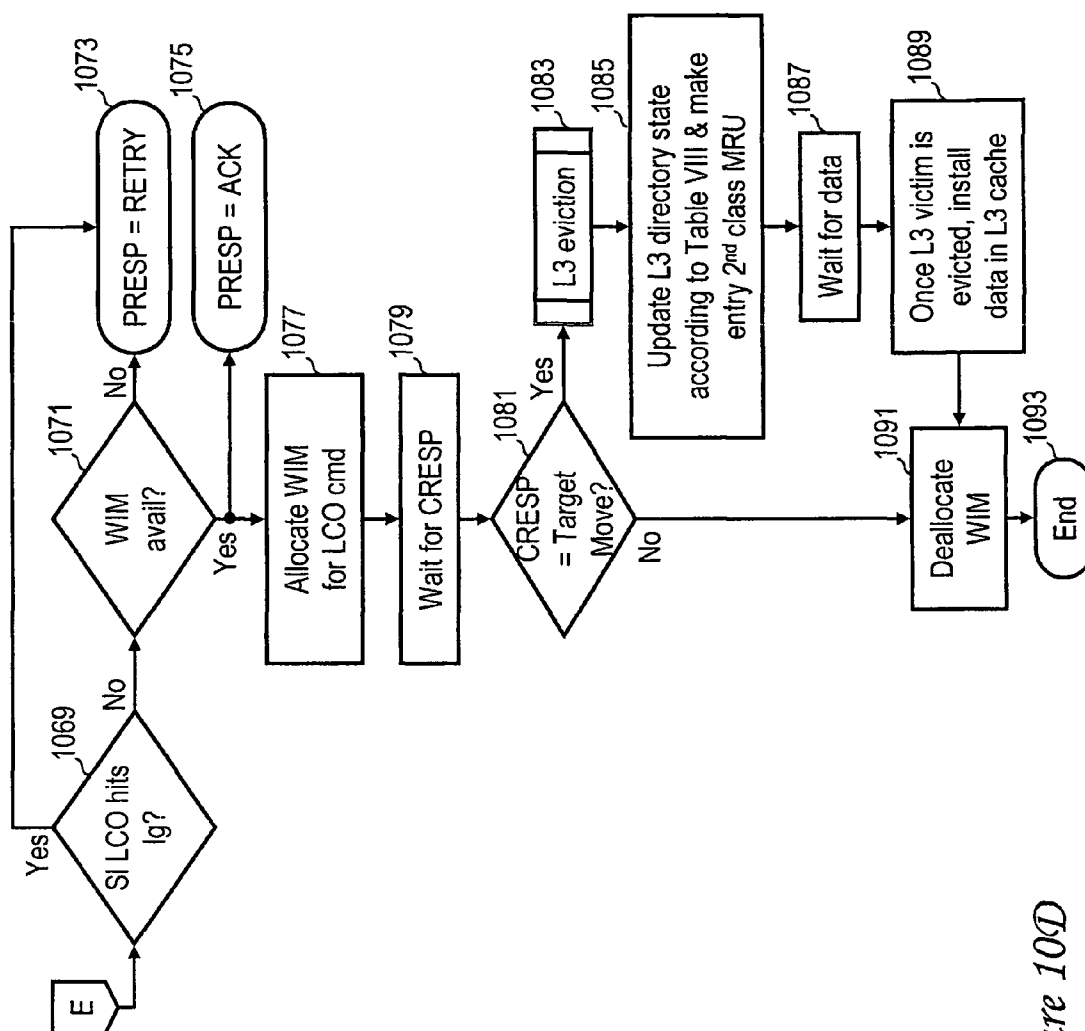 E
SI LCO hits
Ig?
1069
Yes
No
WIM
avail?
1071
No
Yes
PRESP = RETRY
1073
PRESP = ACK
1075
Allocate WIM
for LCO cmd
1077
Wait for CRESP
1079
CRESP
= Target
Move?
1081
Yes
No
L3 eviction
1083
Update L3 directory state
according to Table VIII & make
entry 2nd class MRU
1085
Wait for data
1087
Once L3 victim is
evicted, install
data in L3 cache
1089
Deallocate
WIM
1091
End
1093
re 10D